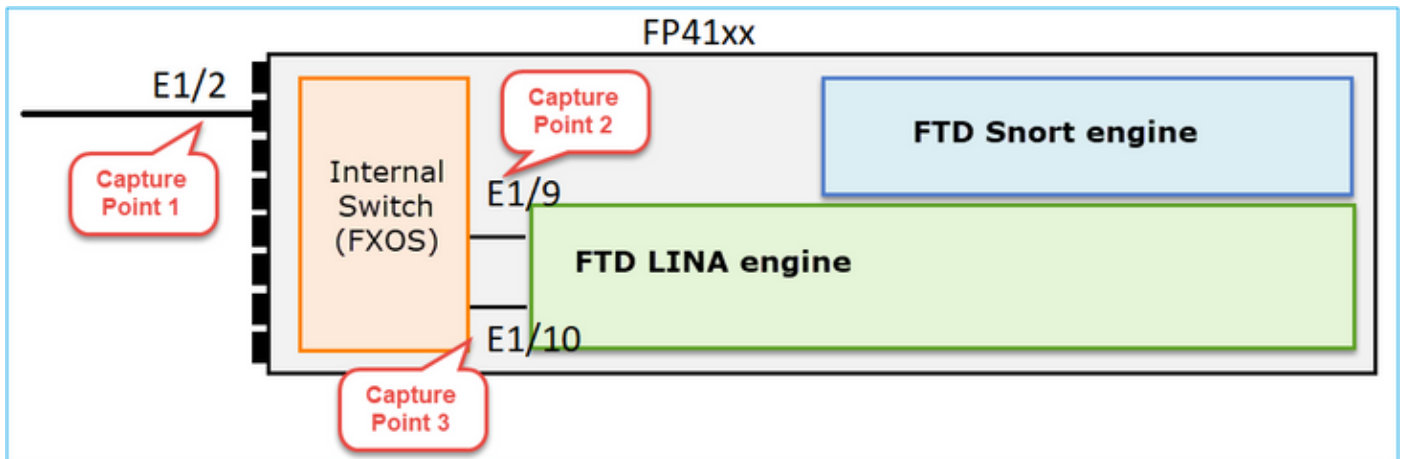 FP41xx
E1/2
Capture
Point 1
Internal
Switch
(FXOS)
Capture
Point 2
E1/9
E1/10
Capture
Point 3
FTD Snort engine
FTD LINA engine